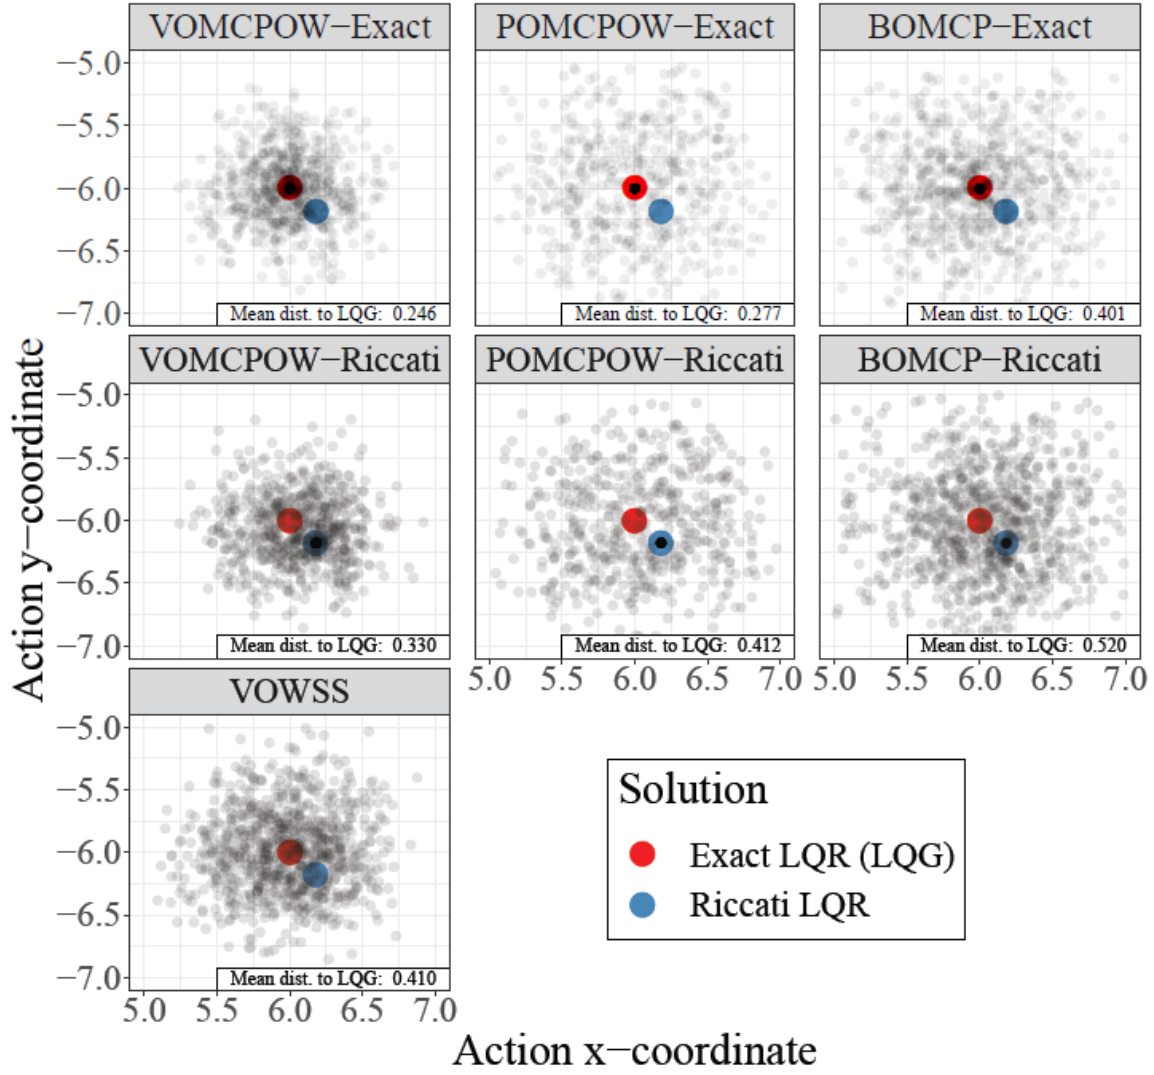 VOMCPOW−Exact
POMCPOW−Exact
BOMCP−Exact
−5.0
−5.5
−6.0
−6.5
−7.0
Mean dist. to LQG: 0.246
Mean dist. to LQG: 0.277
Mean dist. to LQG: 0.401
VOMCPOW−Riccati
POMCPOW−Riccati
BOMCP−Riccati
−5.0
−5.5
−6.0
−6.5
−7.0
Mean dist. to LQG: 0.330
Mean dist. to LQG: 0.412
Mean dist. to LQG: 0.520
5.0 5.5 6.0 6.5 7.0
5.0 5.5 6.0 6.5 7.0
Action y−coordinate
VOWSS
−5.0
−5.5
−6.0
−6.5
−7.0
Mean dist. to LQG: 0.410
5.0 5.5 6.0 6.5 7.0
Solution
Exact LQR (LQG)
Riccati LQR
Action x−coordinate